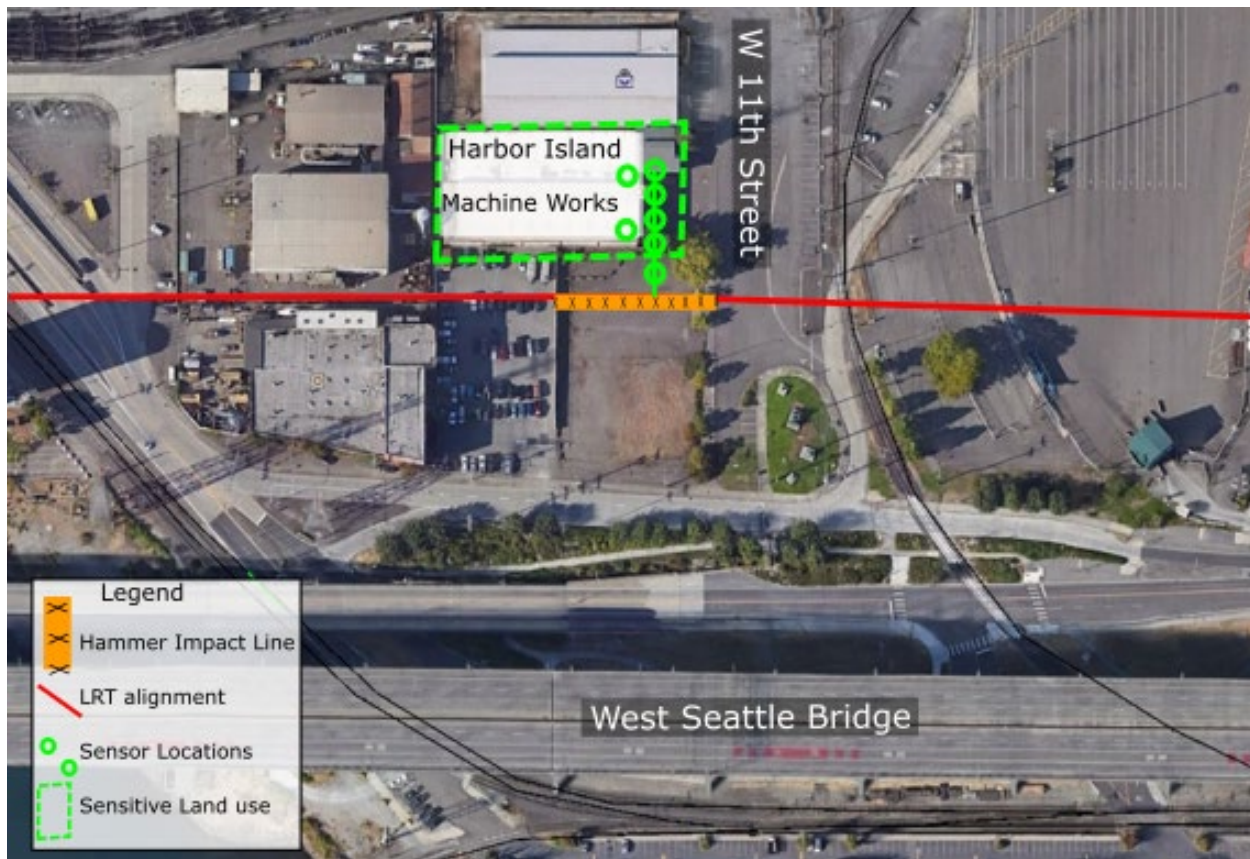 W 11th Street
Harbor Island
Machine Works
Legend
Hammer Impact Line
LRT alignment
Sensor Locations
Sensitive Land use
West Seattle Bridge